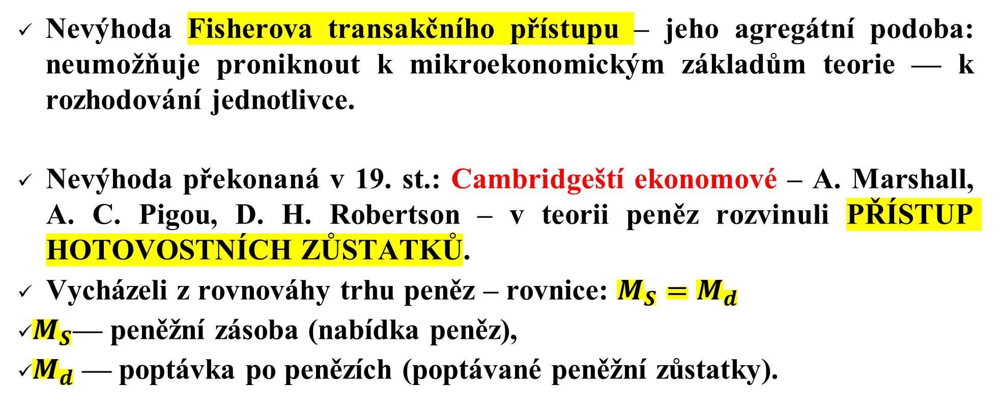 ✓ Nevýhoda Fisherova transakčního přístupu – jeho agregátní podoba:
neumožňuje proniknout k mikroekonomickým základům teorie — k
rozhodování jednotlivce.
✓ Nevýhoda překonaná v 19. st.: Cambridgeští ekonomové – A. Marshall,
A. C. Pigou, D. H. Robertson – v teorii peněz rozvinuli PŘÍSTUP
HOTOVOSTNÍCH ZŮSTATKŮ.
✓ Vycházeli z rovnováhy trhu peněz – rovnice: M_S = M_d
✓ M_S — peněžní zásoba (nabídka peněz),
✓ M_d — poptávka po penězích (poptávané peněžní zůstatky).